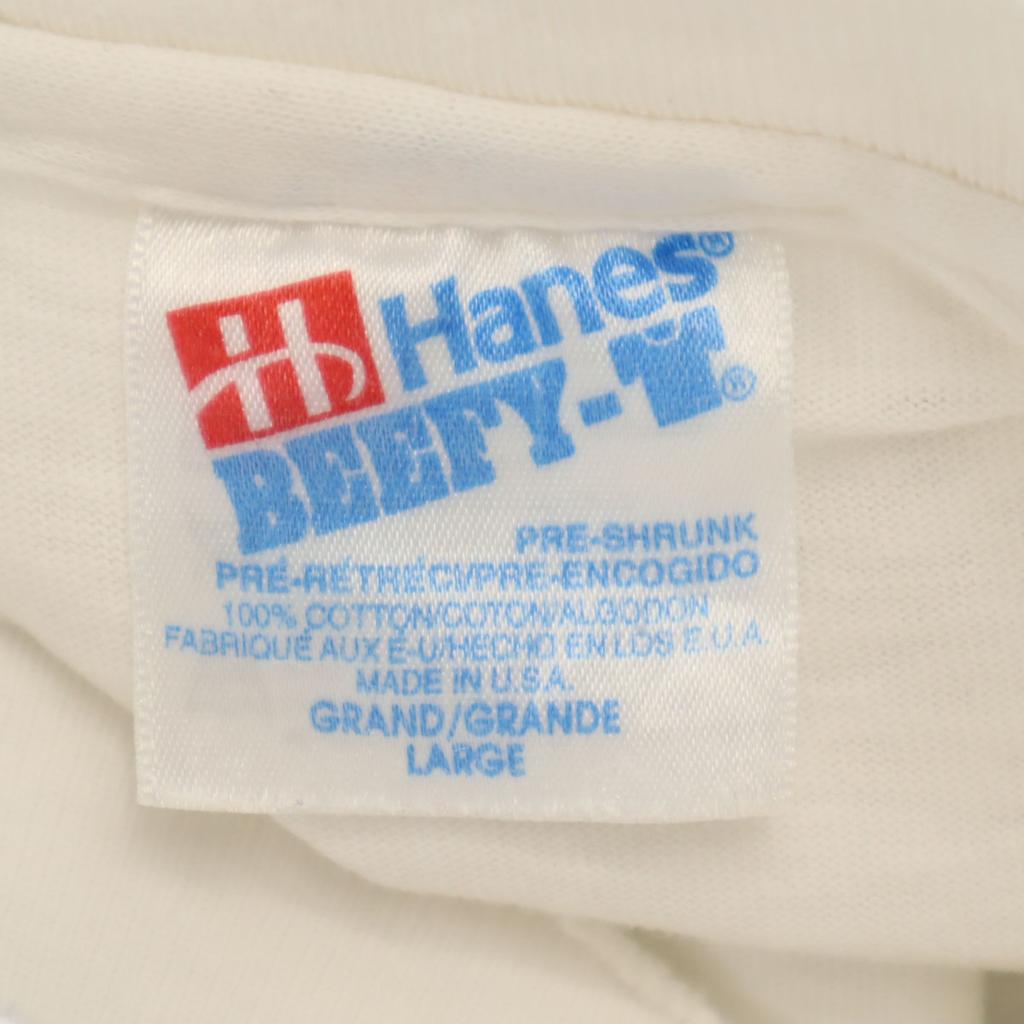 Hanes®
BEEFY-T®
PRE-SHRUNK
PRÉ-RÉTRÉCI/PRE-ENCOGIDO
100% COTTON/COTON/ALGODON
FABRIQUÉ AUX É-U/HECHO EN LOS E.U.A.
MADE IN U.S.A.
GRAND/GRANDE
LARGE